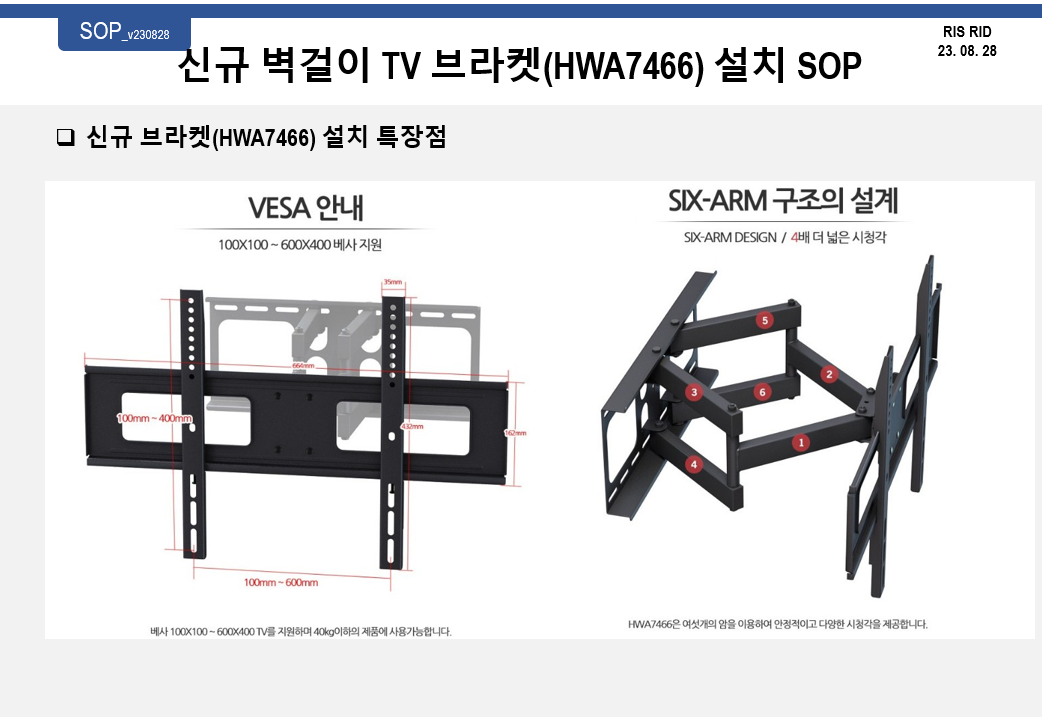 SOP_v230828
RIS RID
23. 08. 28
신규 벽걸이 TV 브라켓(HWA7466) 설치 SOP
❑ 신규 브라켓(HWA7466) 설치 특장점
VESA 안내
100X100 ~ 600X400 베사 지원
35mm
664mm
100mm ~ 400mm
432mm
162mm
100mm ~ 600mm
베사 100X100 ~ 600X400 TV를 지원하며 40kg이하의 제품에 사용가능합니다.
SIX-ARM 구조의 설계
SIX-ARM DESIGN / 4배 더 넓은 시청각
5
2
3
6
1
4
HWA7466은 여섯개의 암을 이용하여 안정적이고 다양한 시청각을 제공합니다.